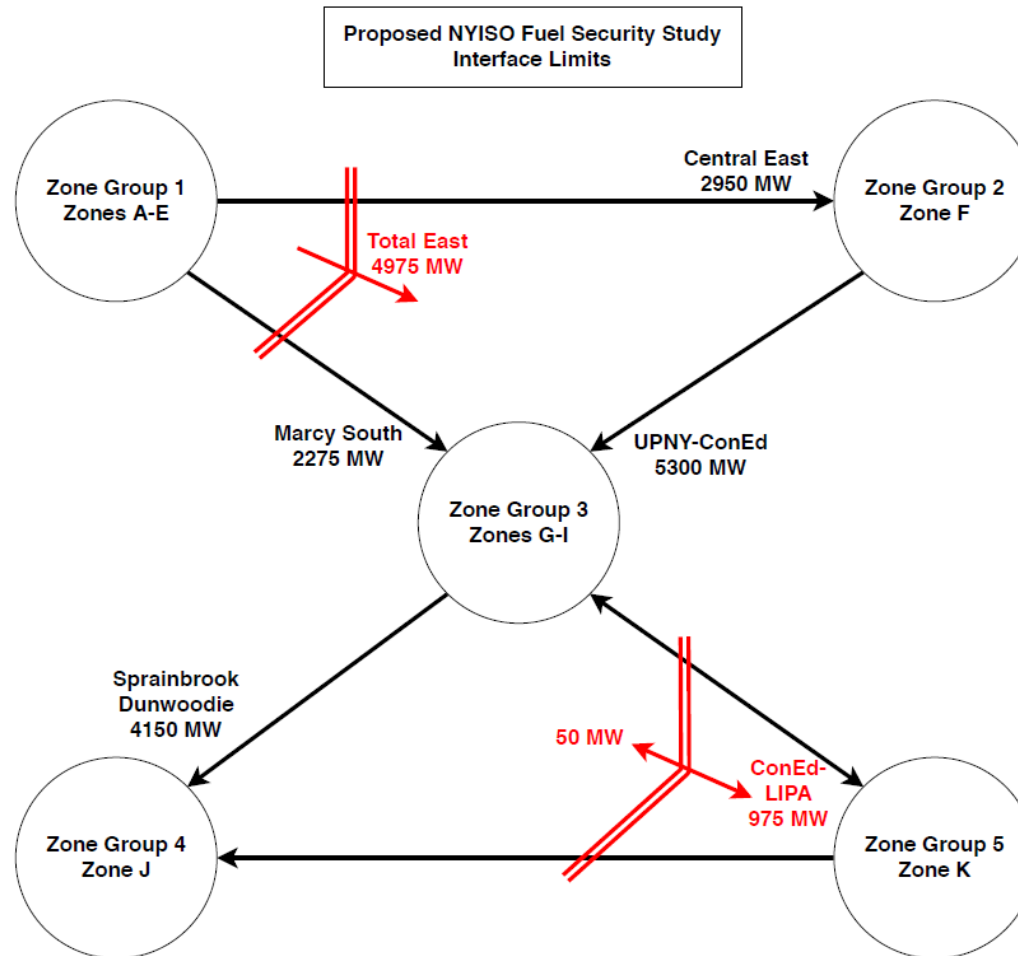 Proposed NYISO Fuel Security Study
Interface Limits
Zone Group 1
Zones A-E
Central East
2950 MW
Zone Group 2
Zone F
Total East
4975 MW
Marcy South
2275 MW
UPNY-ConEd
5300 MW
Zone Group 3
Zones G-I
Sprainbrook
Dunwoodie
4150 MW
50 MW
ConEd-
LIPA
975 MW
Zone Group 4
Zone J
Zone Group 5
Zone K